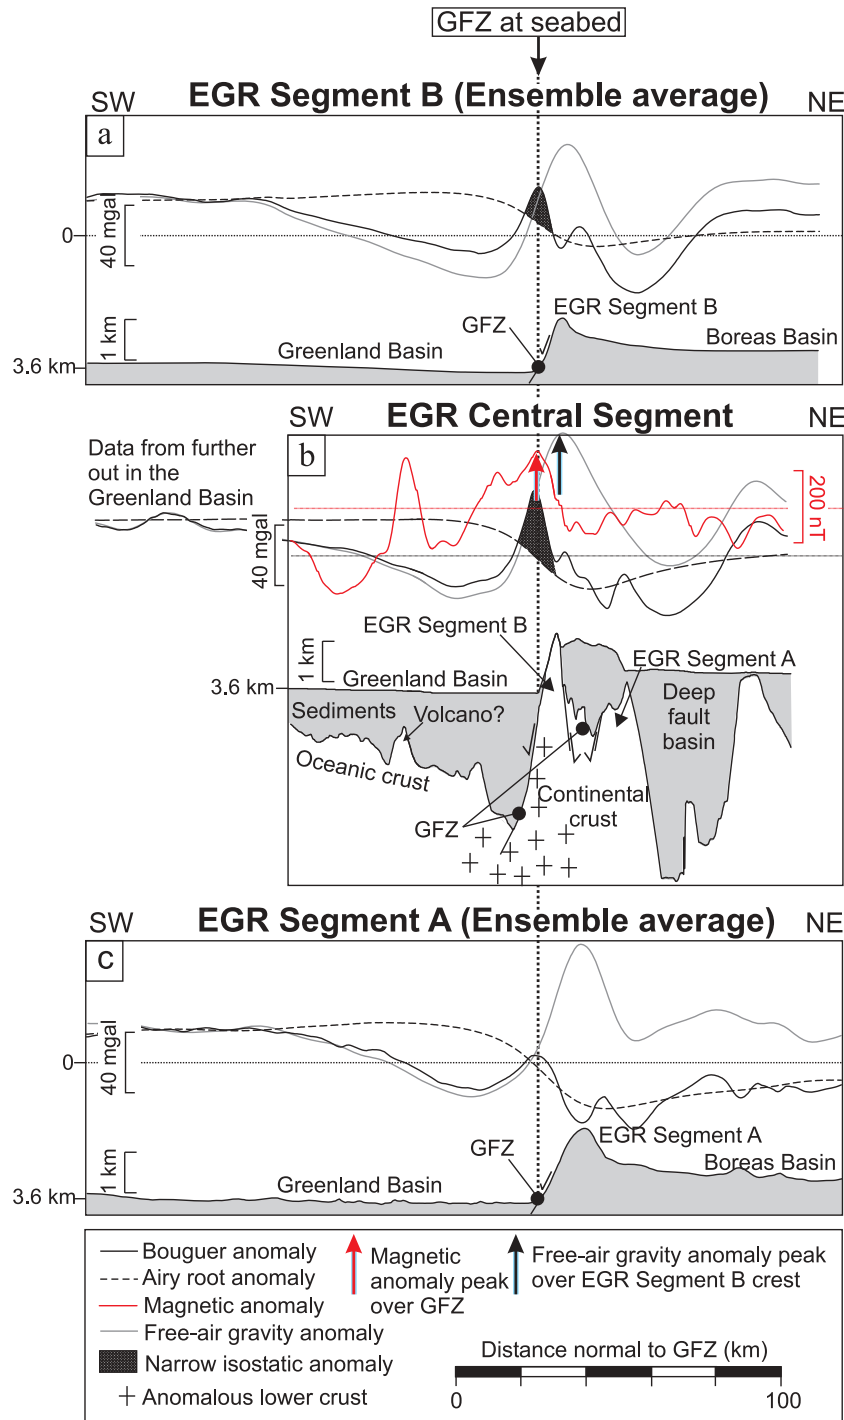 GFZ at seabed
SW EGR Segment B (Ensemble average) NE
a
40 mgal
0
1 km
EGR Segment B
GFZ
Greenland Basin
Boreas Basin
3.6 km
SW EGR Central Segment NE
Data from further
out in the
Greenland Basin
b
200 nT
40 mgal
EGR Segment B
1 km
EGR Segment A
Greenland Basin
3.6 km
Deep
fault
basin
Sediments
Volcano?
Oceanic crust
Continental
crust
GFZ
SW EGR Segment A (Ensemble average) NE
c
40 mgal
0
EGR Segment A
GFZ
1 km
Boreas Basin
Greenland Basin
3.6 km
Bouguer anomaly
Airy root anomaly
Magnetic anomaly
Free-air gravity anomaly
Narrow isostatic anomaly
Anomalous lower crust
Magnetic
anomaly peak
over GFZ
Free-air gravity anomaly peak
over EGR Segment B crest
Distance normal to GFZ (km)
0 100